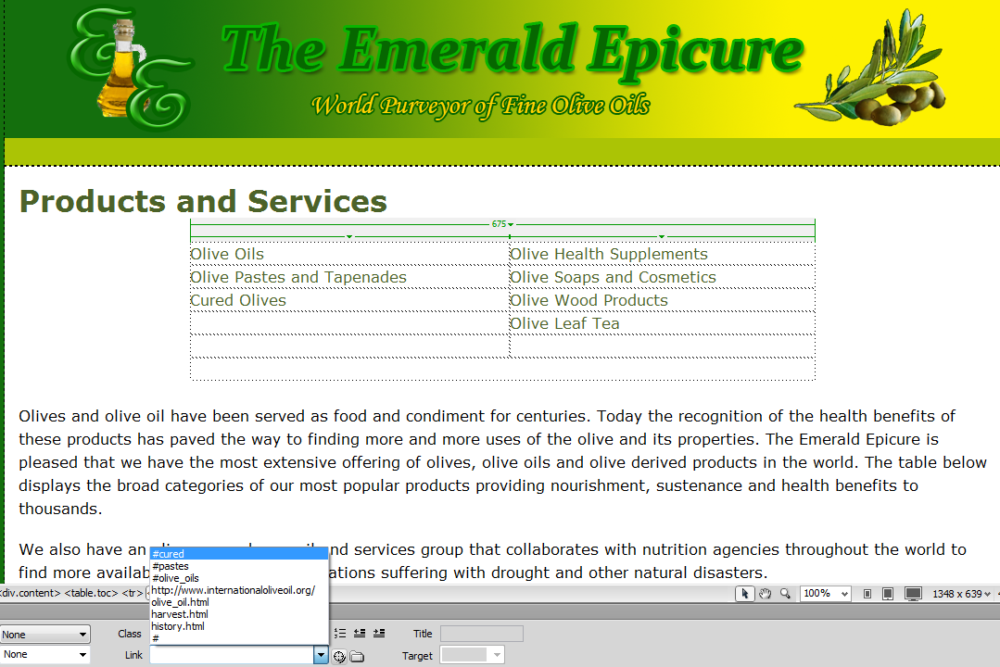 The Emerald Epicure
World Purveyor of Fine Olive Oils
Products and Services
675
Olive Oils Olive Health Supplements
Olive Pastes and Tapenades Olive Soaps and Cosmetics
Cured Olives Olive Wood Products
Olive Leaf Tea
Olives and olive oil have been served as food and condiment for centuries. Today the recognition of the health benefits of
these products has paved the way to finding more and more uses of the olive and its properties. The Emerald Epicure is
pleased that we have the most extensive offering of olives, olive oils and olive derived products in the world. The table below
displays the broad categories of our most popular products providing nourishment, sustenance and health benefits to
thousands.
We also have an and services group that collaborates with nutrition agencies throughout the world to
find more suffering with drought and other natural disasters.
#cured
#pastes
#olive_oils
http://www.internationaloliveoil.org/
olive_oil.html
harvest.html
history.html
#
div.content> <table.toc> <tr> 100% 1348 x 639
None Class Title
None Link Target